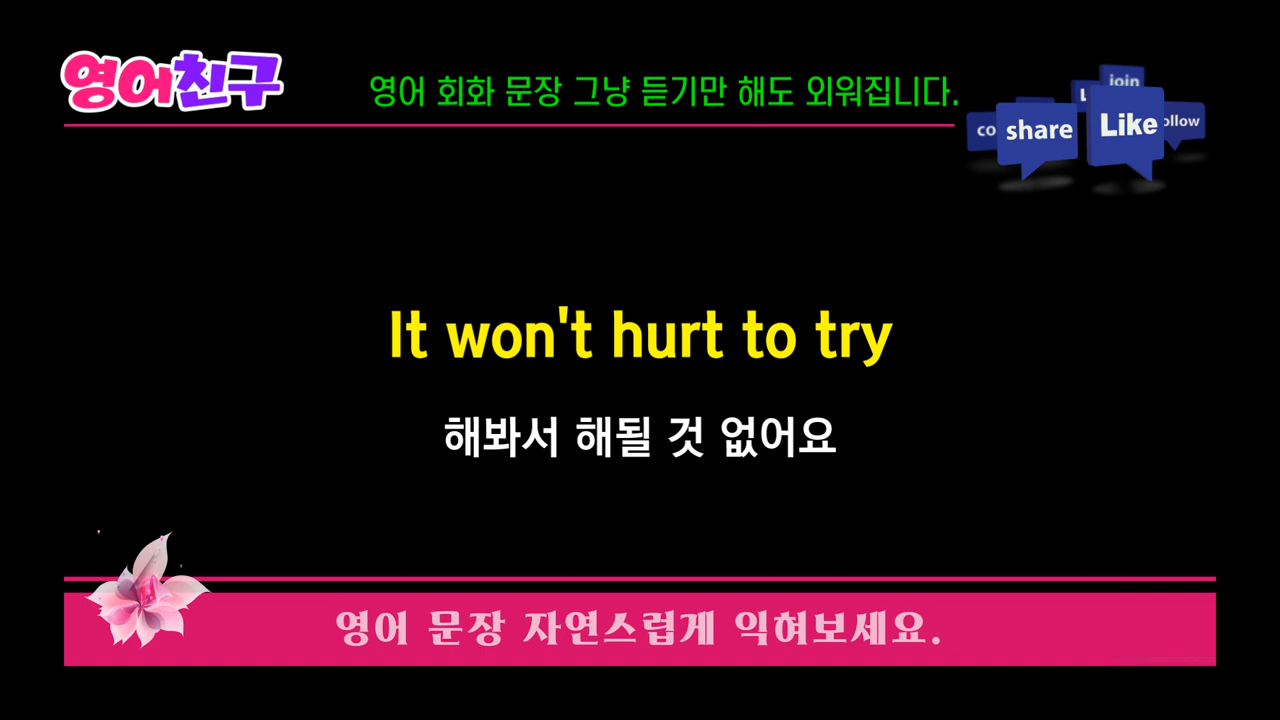 영어친구
영어 회화 문장 그냥 듣기만 해도 외워집니다.
join
L
co
share
Like
ollow
It won't hurt to try
해봐서 해될 것 없어요
영어 문장 자연스럽게 익혀보세요.